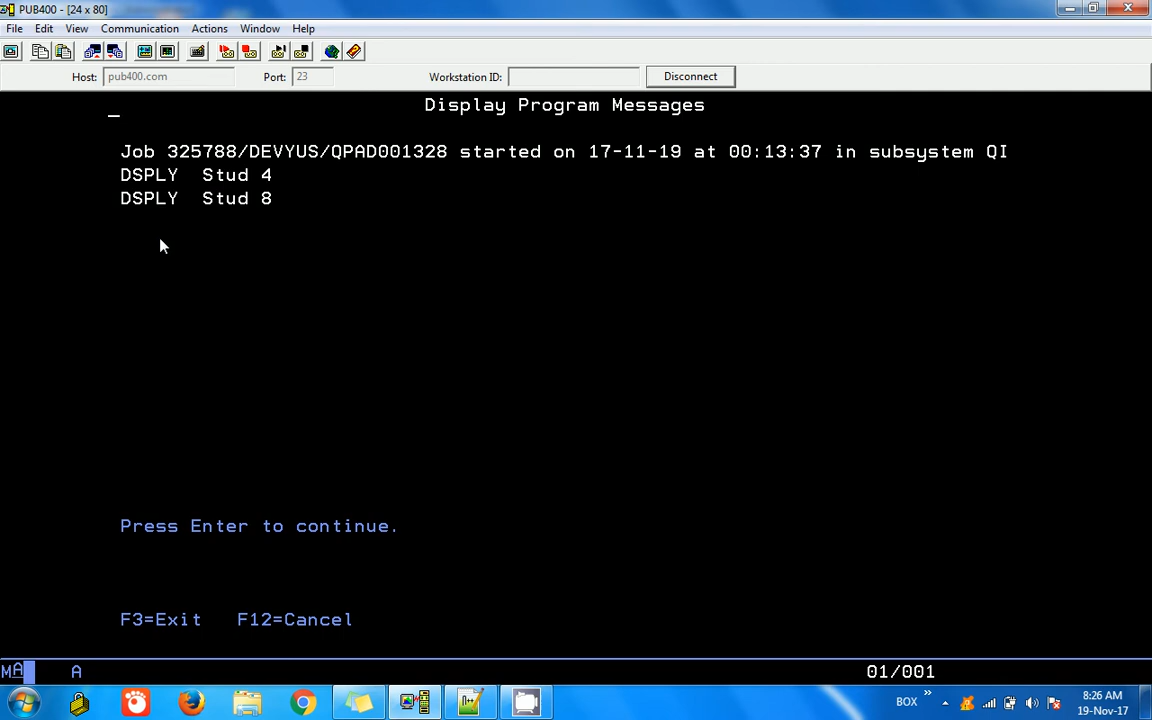 PUB400 - [24 x 80]
File Edit View Communication Actions Window Help
Host: pub400.com Port: 23 Workstation ID: Disconnect
Display Program Messages
Job 325788/DEVYUS/QPAD001328 started on 17-11-19 at 00:13:37 in subsystem QI
DSPLY Stud 4
DSPLY Stud 8
Press Enter to continue.
F3=Exit F12=Cancel
MA A 01/001
BOX » 8:26 AM
19-Nov-17